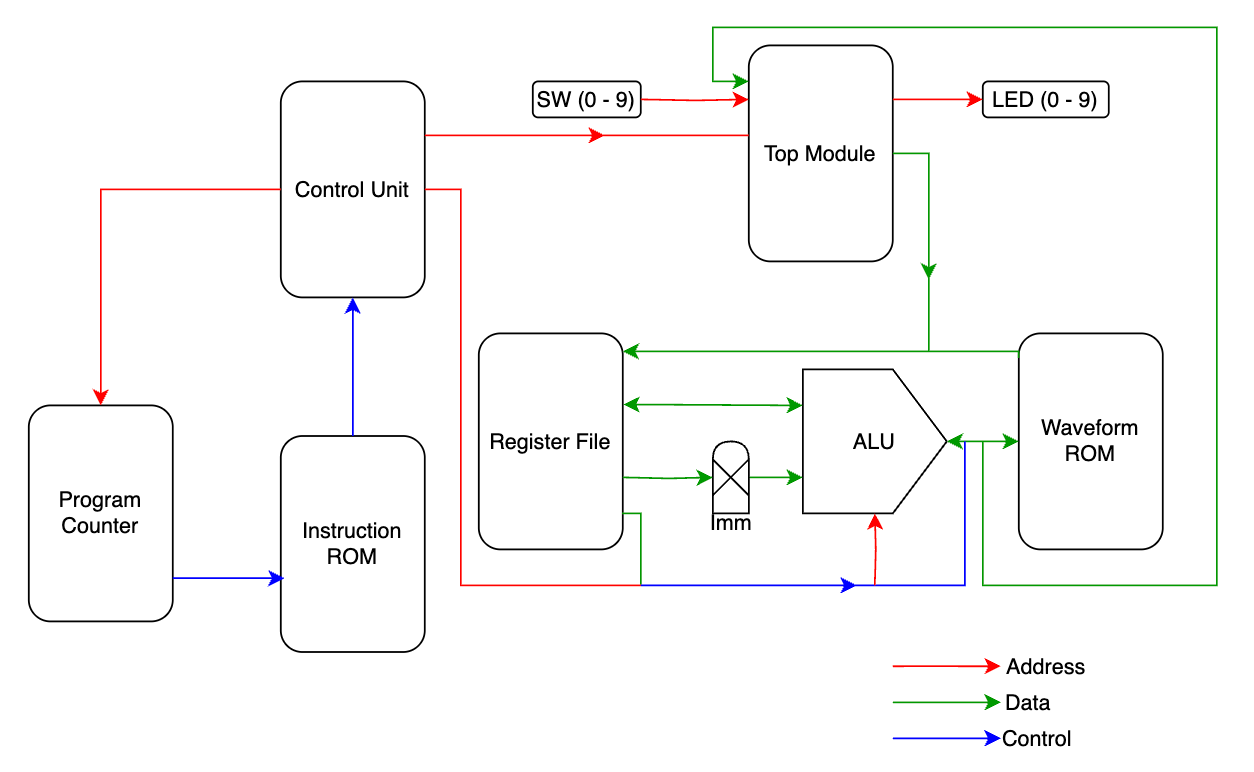 SW (0 - 9)
LED (0 - 9)
Top Module
Control Unit
Register File
ALU
Waveform
ROM
Program
Counter
Instruction
ROM
Imm
Address
Data
Control